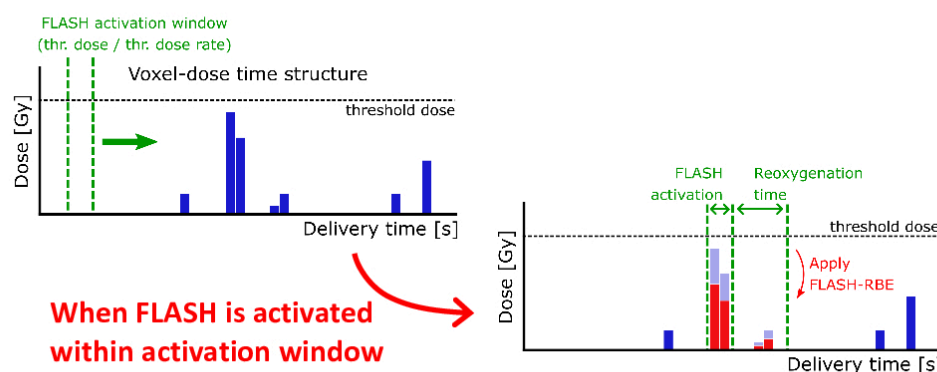 FLASH activation window
(thr. dose / thr. dose rate)
Voxel-dose time structure
threshold dose
Dose [Gy]
Delivery time [s]
When FLASH is activated
within activation window
FLASH
activation
Reoxygenation
time
threshold dose
Apply
FLASH-RBE
Dose [Gy]
Delivery time [s]